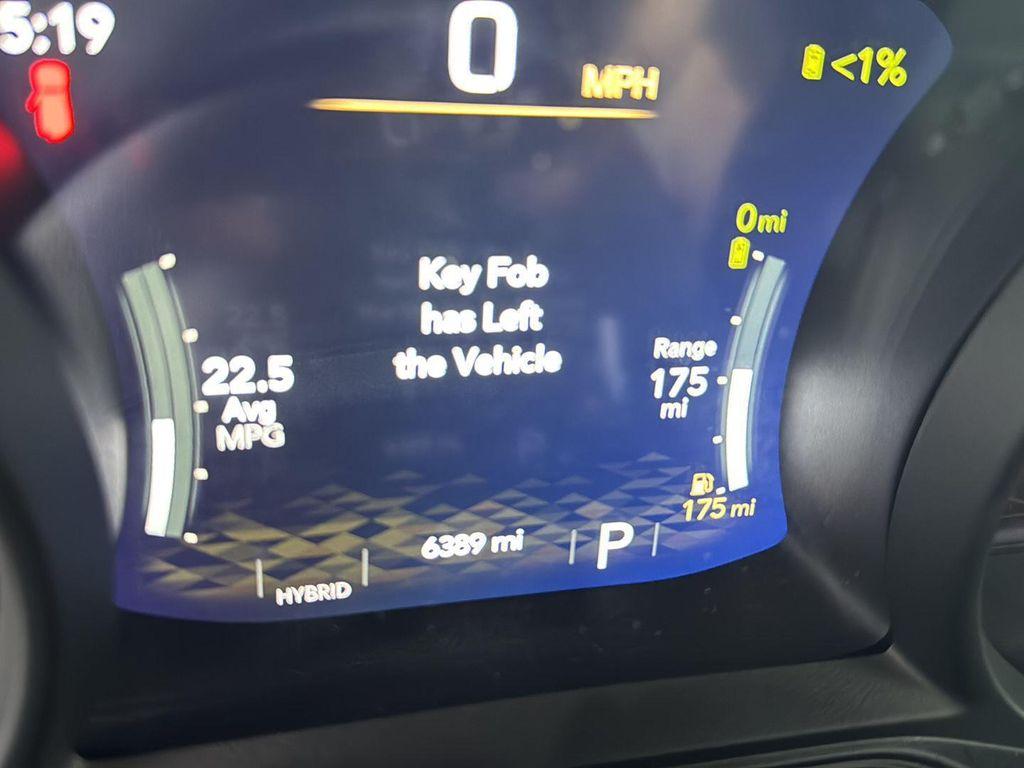 5:19
0
MPH
<1%
0mi
Key Fob
has Left
the Vehicle
22.5
Avg
MPG
Range
175
mi
175 mi
6389 mi
P
HYBRID